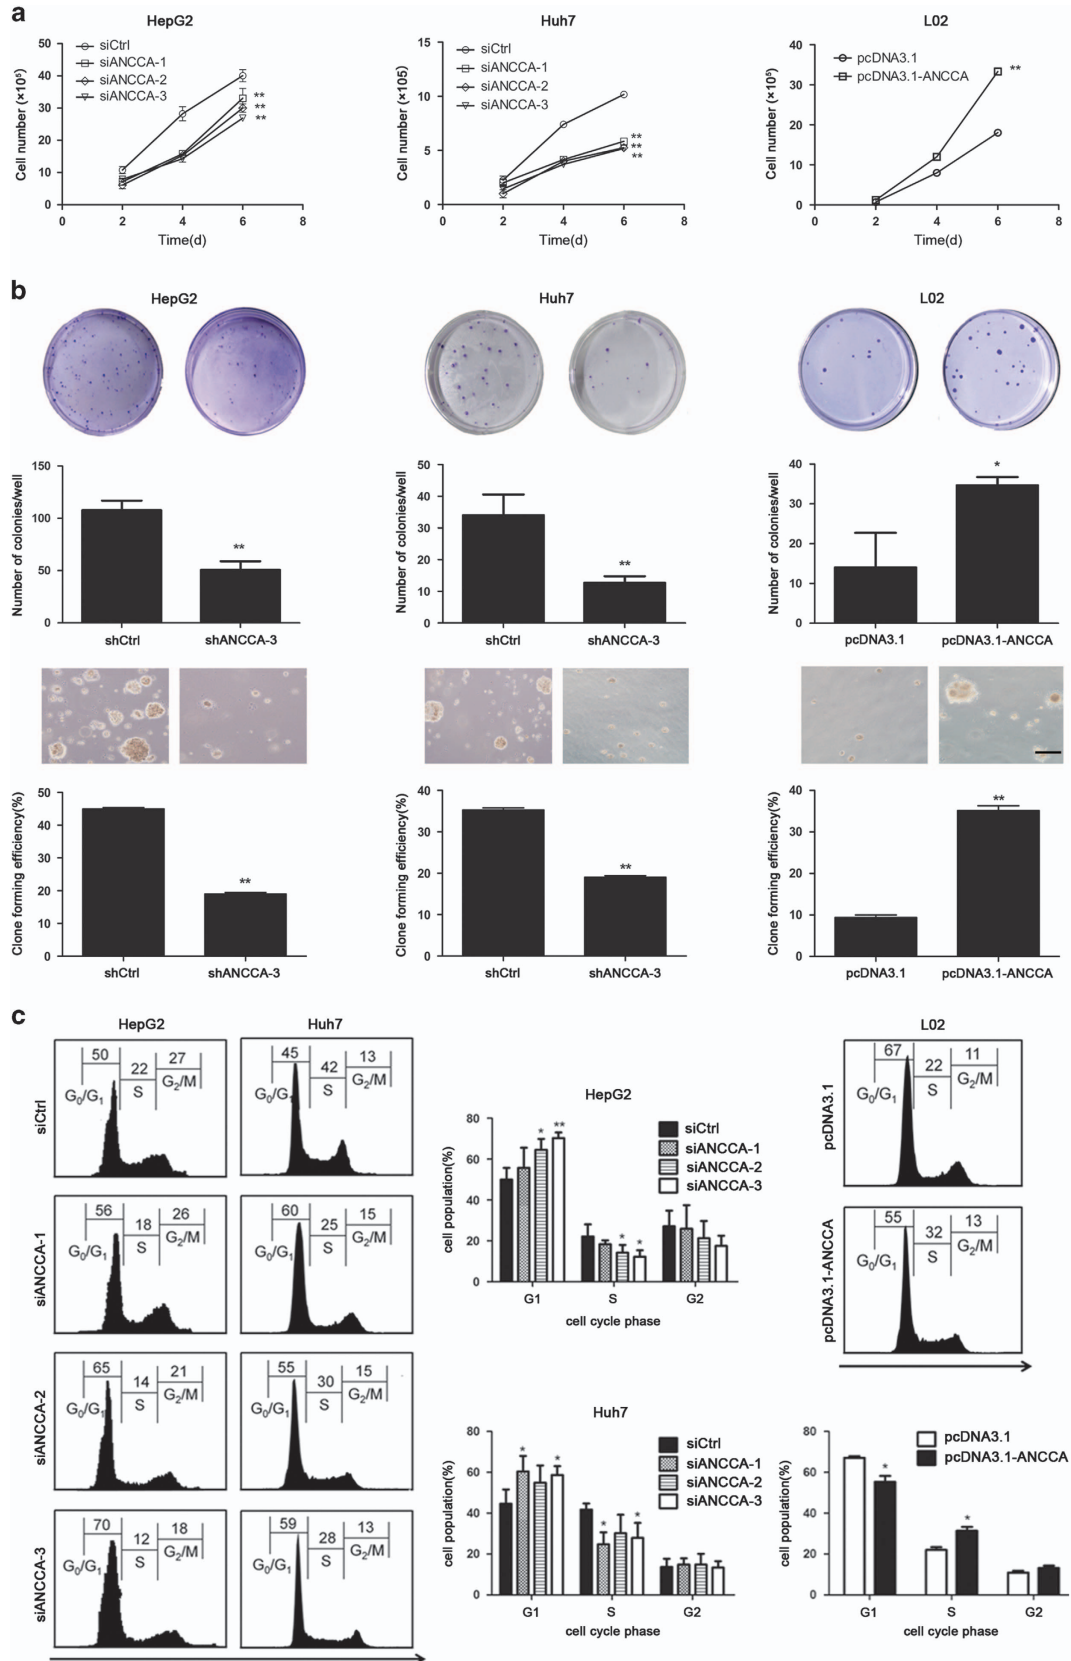 a
HepG2
Huh7
L02
Cell number (×10⁵)
50
40
30
20
10
0
siCtrl
siANCCA-1
siANCCA-2
siANCCA-3
**
**
**
0 2 4 6 8
Time(d)
Cell number (×105)
15
10
5
0
siCtrl
siANCCA-1
siANCCA-2
siANCCA-3
**
**
**
0 2 4 6 8
Time(d)
Cell number (×10⁵)
40
30
20
10
0
pcDNA3.1
pcDNA3.1-ANCCA
**
0 2 4 6 8
Time(d)
b
HepG2
Huh7
L02
Number of colonies/well
150
100
50
0
**
shCtrl shANCCA-3
Number of colonies/well
50
40
30
20
10
0
**
shCtrl shANCCA-3
Number of colonies/well
40
30
20
10
0
*
pcDNA3.1 pcDNA3.1-ANCCA
Clone forming efficiency(%)
50
40
30
20
10
0
**
shCtrl shANCCA-3
Clone forming efficiency(%)
40
30
20
10
0
**
shCtrl shANCCA-3
Clone forming efficiency(%)
40
30
20
10
0
**
pcDNA3.1 pcDNA3.1-ANCCA
c
HepG2
Huh7
siCtrl
50 22 27
G₀/G₁ S G₂/M
45 42 13
G₀/G₁ S G₂/M
siANCCA-1
56 18 26
G₀/G₁ S G₂/M
60 25 15
G₀/G₁ S G₂/M
siANCCA-2
65 14 21
G₀/G₁ S G₂/M
55 30 15
G₀/G₁ S G₂/M
siANCCA-3
70 12 18
G₀/G₁ S G₂/M
59 28 13
G₀/G₁ S G₂/M
HepG2
cell population(%)
80
60
40
20
0
siCtrl
siANCCA-1
siANCCA-2
siANCCA-3
* **
* *
G1 S G2
cell cycle phase
Huh7
cell population(%)
80
60
40
20
0
siCtrl
siANCCA-1
siANCCA-2
siANCCA-3
* *
* *
G1 S G2
cell cycle phase
L02
pcDNA3.1
67 22 11
G₀/G₁ S G₂/M
pcDNA3.1-ANCCA
55 32 13
G₀/G₁ S G₂/M
cell population(%)
80
60
40
20
0
pcDNA3.1
pcDNA3.1-ANCCA
*
*
G1 S G2
cell cycle phase